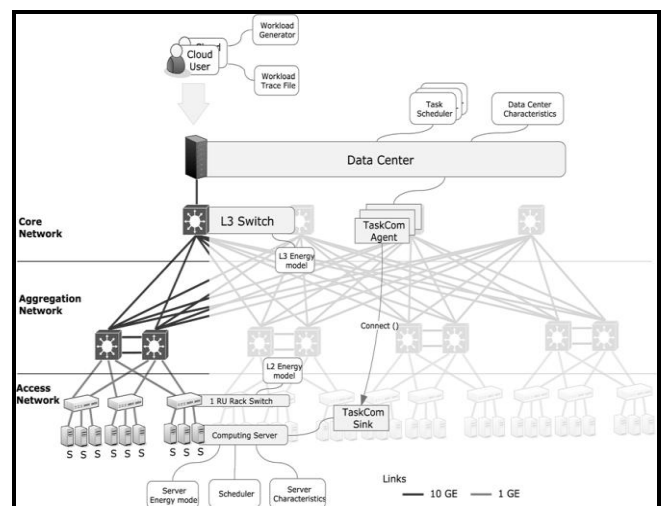 Workload
Generator
Cloud
Cloud
User
Workload
Trace File
Task
Scheduler
Data Center
Characteristics
Data Center
Core
Network
L3 Switch
TaskCom
Agent
L3 Energy
model
Aggregation
Network
Connect ()
L2 Energy
model
Access
Network
1 RU Rack Switch
TaskCom
Sink
S S S S S S S S S
Computing Server
Server
Energy mode
Scheduler
Server
Characteristics
Links
10 GE
1 GE